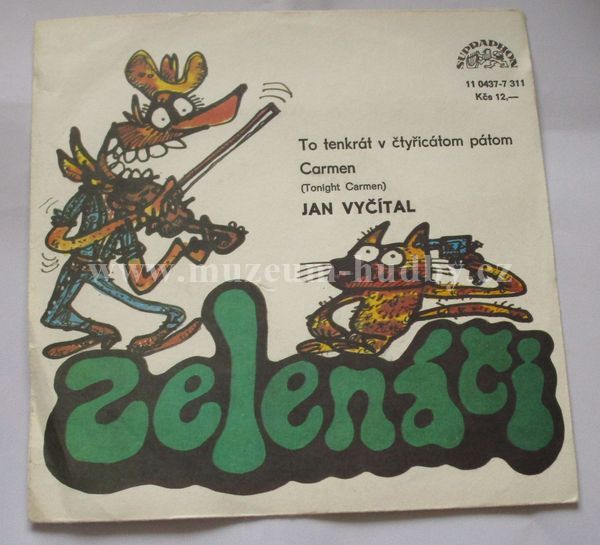 SUPRAPHON
11 0437-7 311
Kčs 12,—
To tenkrát v čtyřicátom pátom
Carmen
(Tonight Carmen)
JAN VYČÍTAL
www.muzeum-hudby.cz
zelenáči